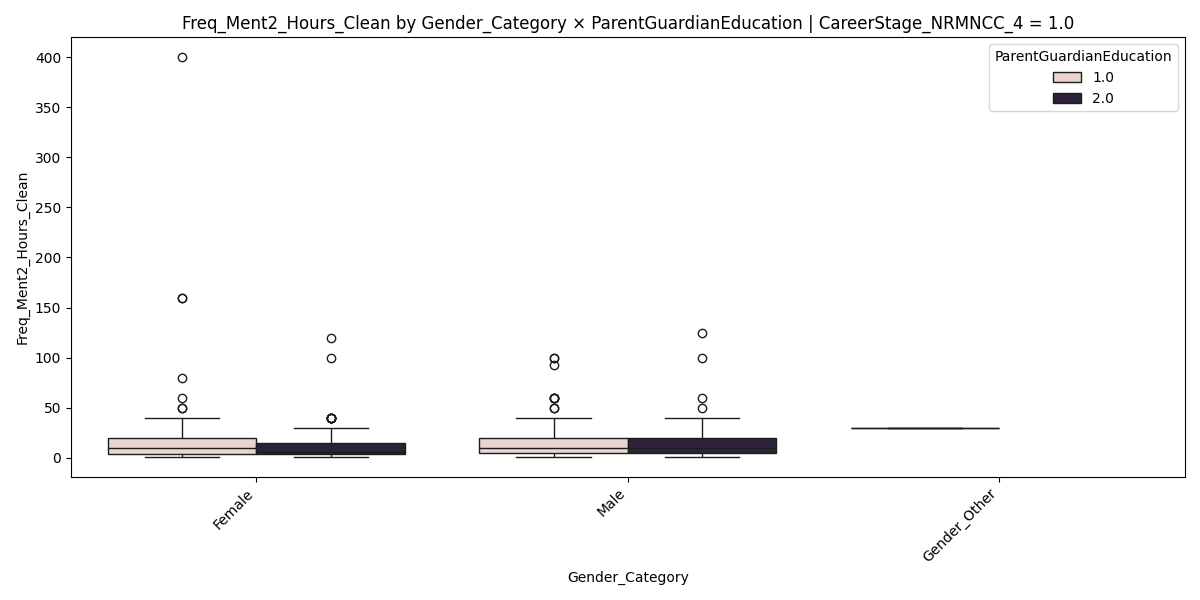 Freq_Ment2_Hours_Clean by Gender_Category × ParentGuardianEducation | CareerStage_NRMNCC_4 = 1.0
ParentGuardianEducation
1.0
2.0
Freq_Ment2_Hours_Clean
400
350
300
250
200
150
100
50
0
Female
Male
Gender_Other
Gender_Category